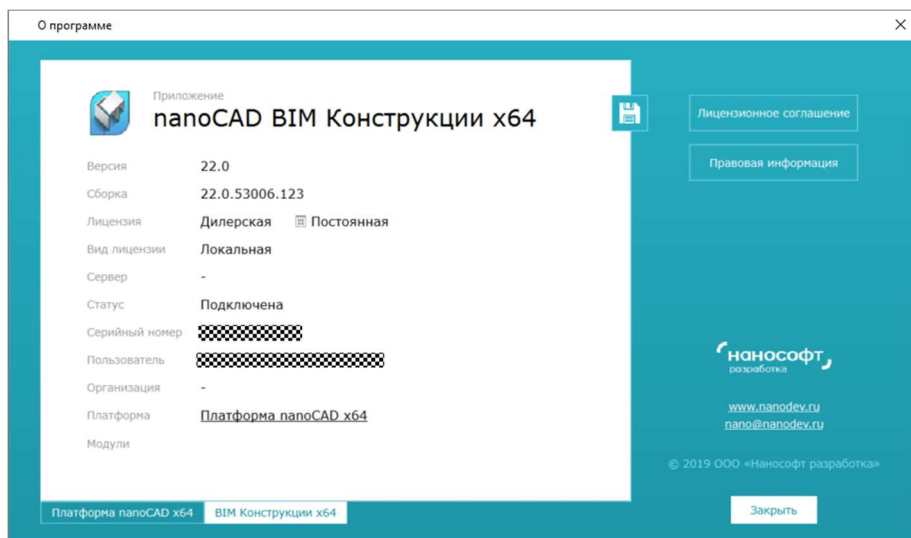 О программе
Приложение
nanoCAD BIM Конструкции x64
Версия 22.0
Сборка 22.0.53006.123
Лицензия Дилерская Постоянная
Вид лицензии Локальная
Сервер -
Статус Подключена
Серийный номер
Пользователь
Организация -
Платформа Платформа nanoCAD x64
Модули
Платформа nanoCAD x64 BIM Конструкции x64
Лицензионное соглашение
Правовая информация
нанософт
разработка
www.nanodev.ru
nano@nanodev.ru
© 2019 ООО «Нанософт разработка»
Закрыть